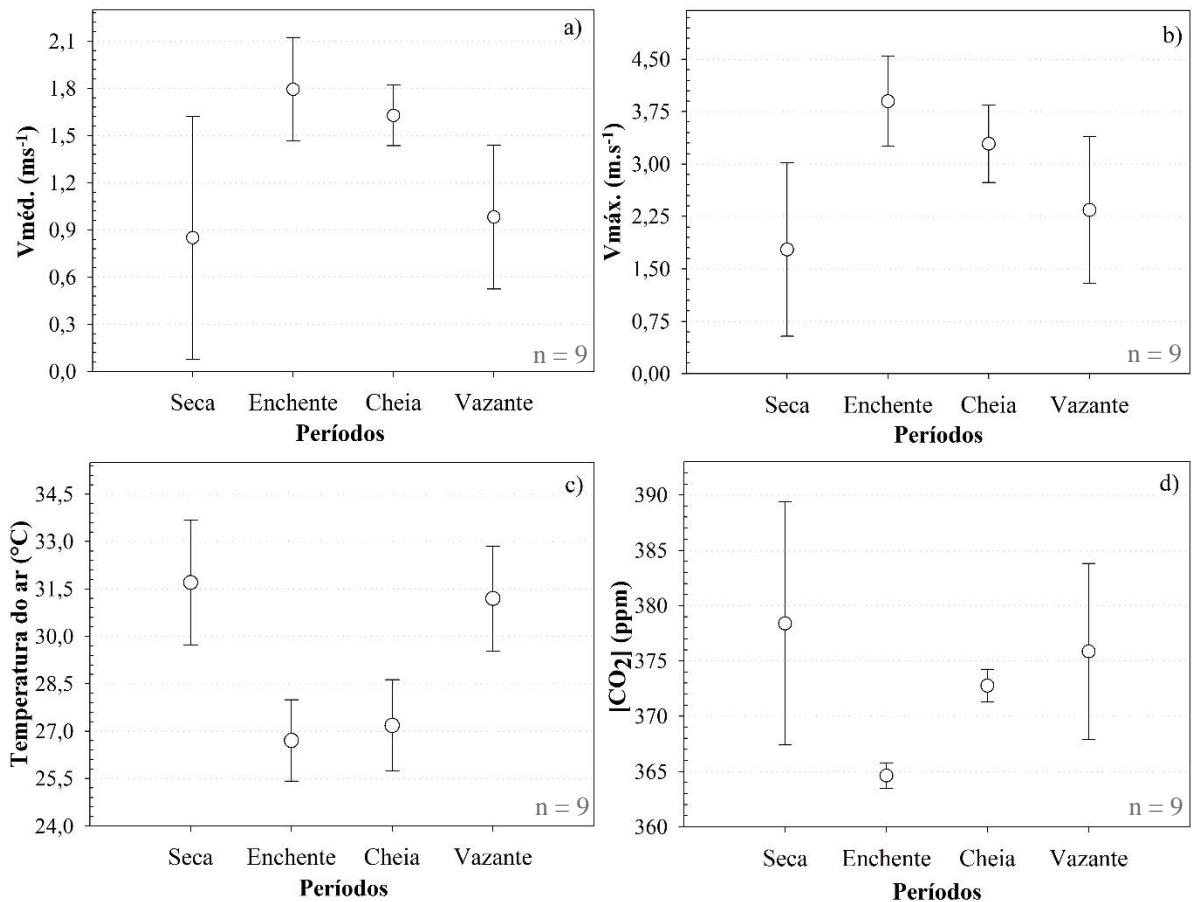 a)
Vméd. (ms-1)
2,1
1,8
1,5
1,2
0,9
0,6
0,3
0,0
n = 9
Seca Enchente Cheia Vazante
Períodos
b)
Vmáx. (m.s-1)
4,50
3,75
3,00
2,25
1,50
0,75
0,00
n = 9
Seca Enchente Cheia Vazante
Períodos
c)
Temperatura do ar (°C)
34,5
33,0
31,5
30,0
28,5
27,0
25,5
24,0
n = 9
Seca Enchente Cheia Vazante
Períodos
d)
[CO2] (ppm)
390
385
380
375
370
365
360
n = 9
Seca Enchente Cheia Vazante
Períodos